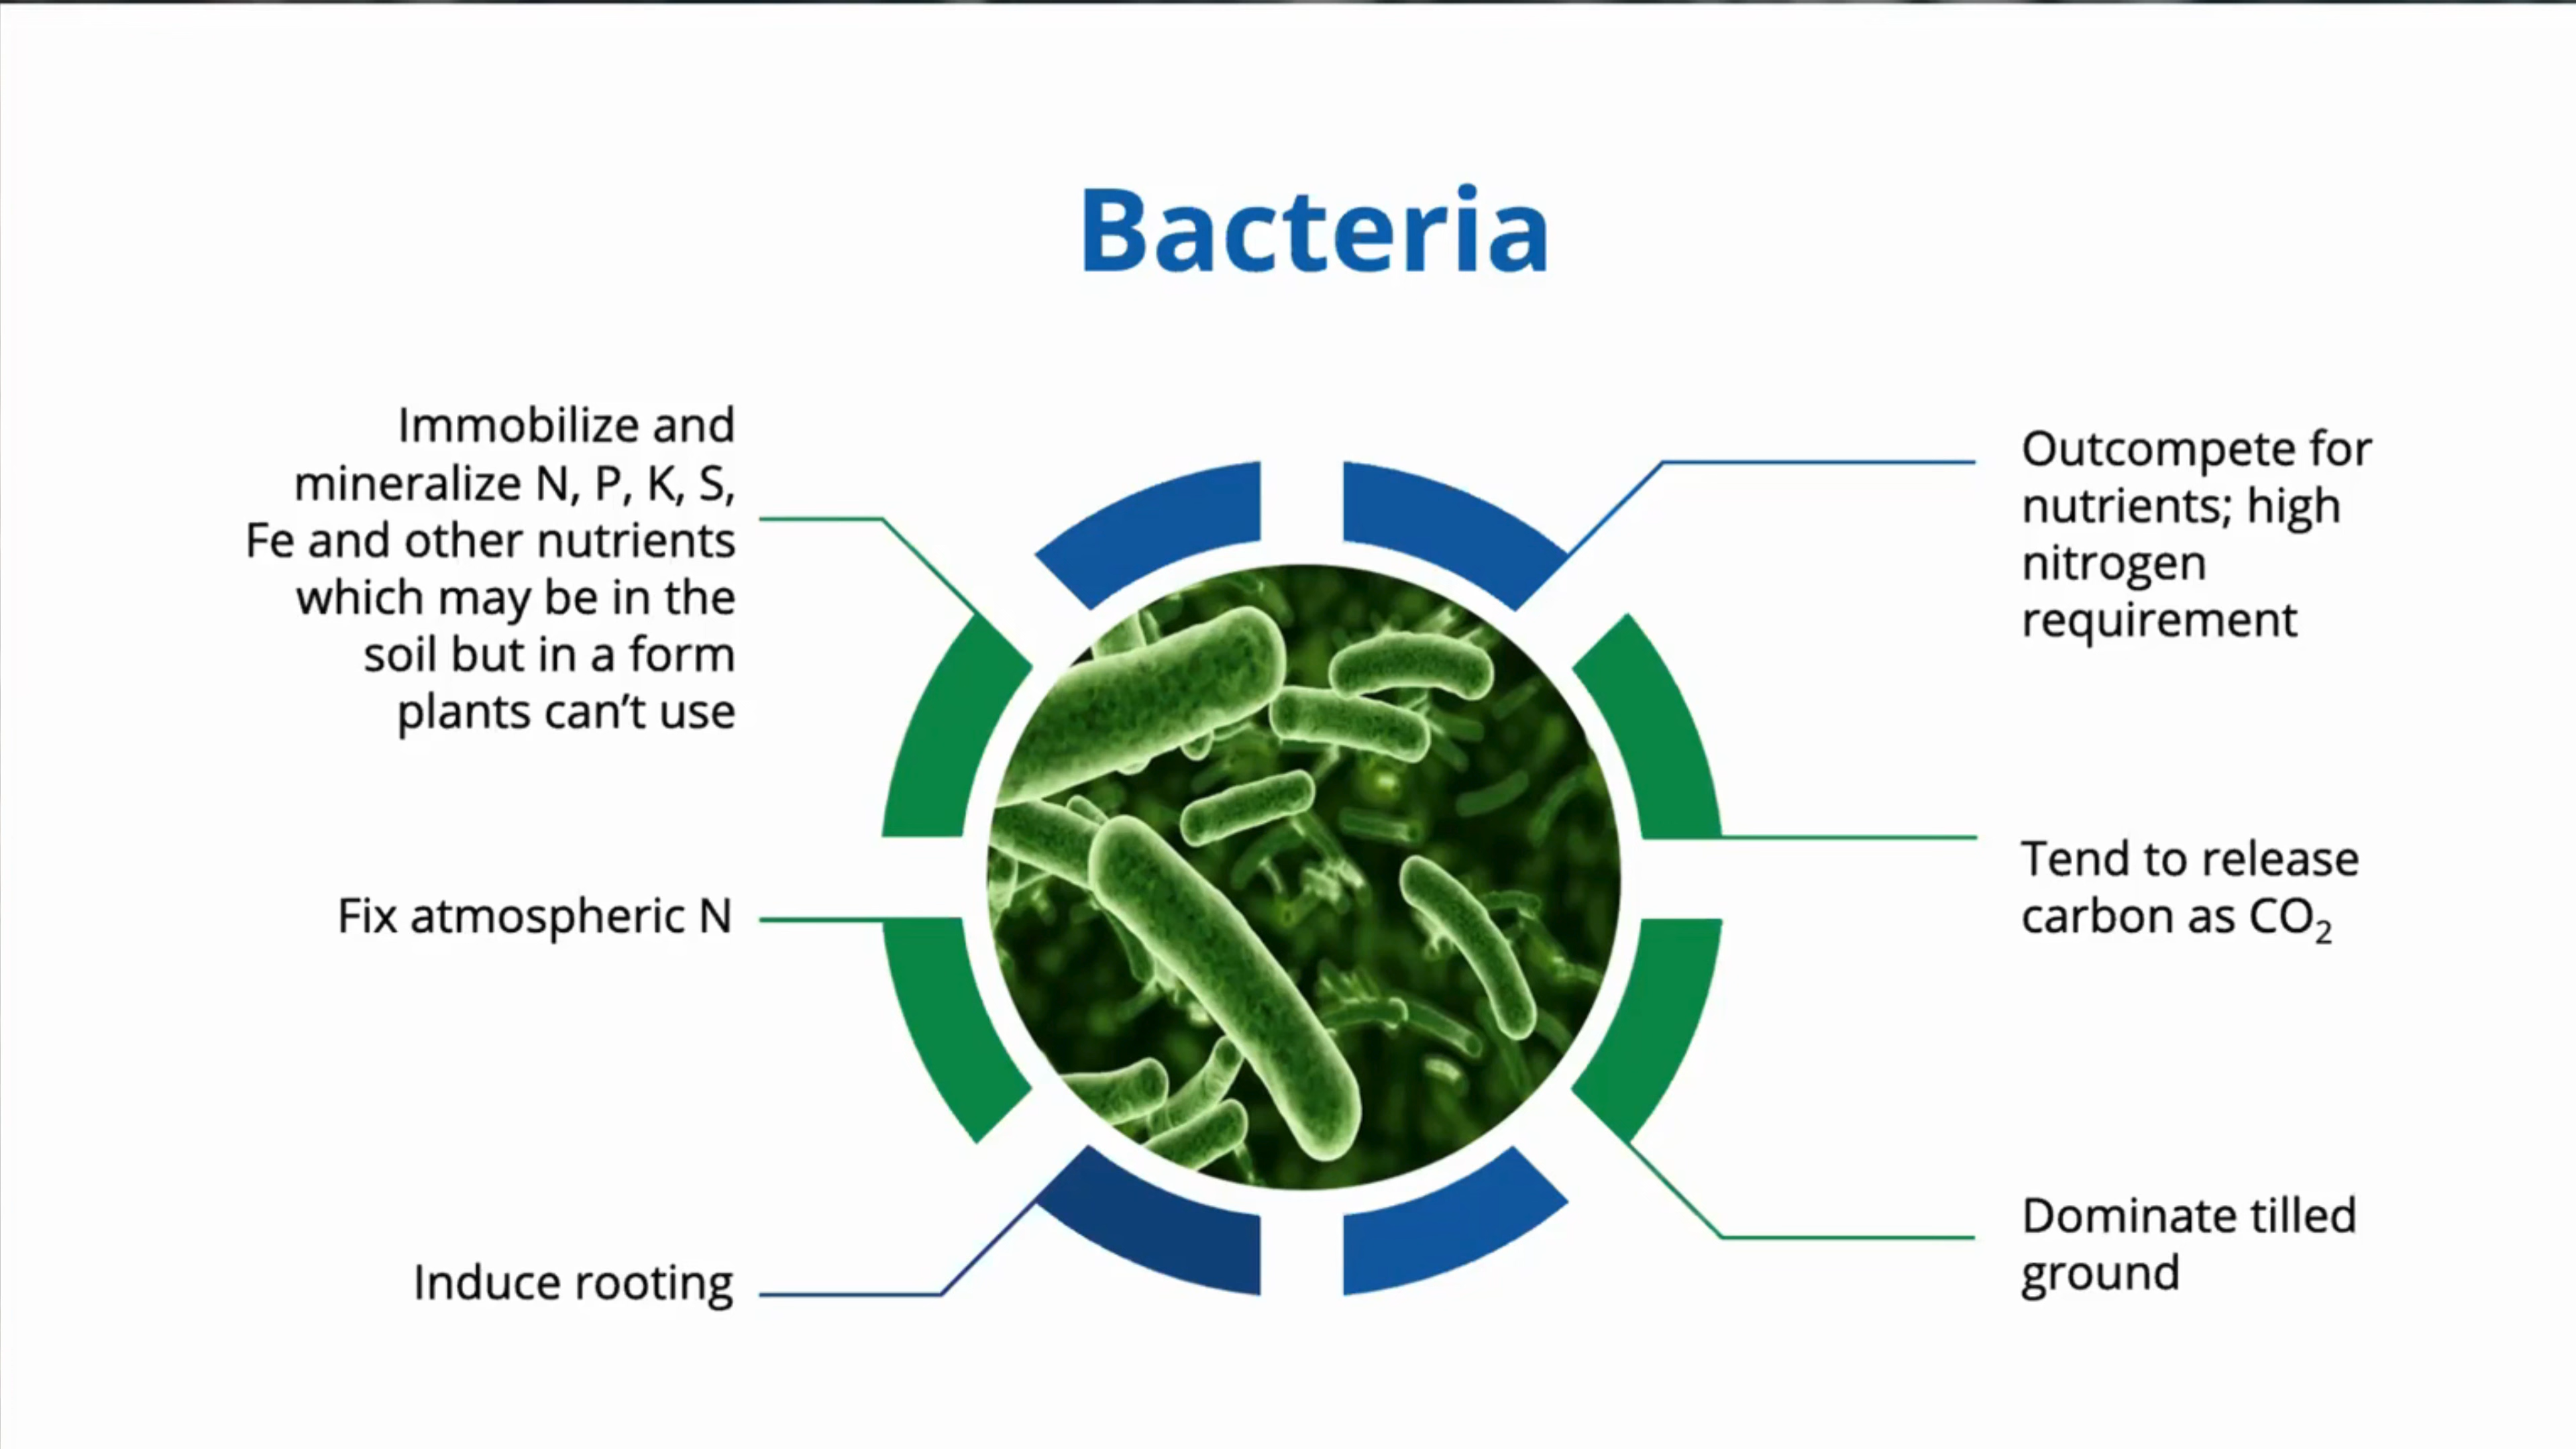 Bacteria
Immobilize and
mineralize N, P, K, S,
Fe and other nutrients
which may be in the
soil but in a form
plants can’t use
Fix atmospheric N
Induce rooting
Outcompete for
nutrients; high
nitrogen
requirement
Tend to release
carbon as CO₂
Dominate tilled
ground